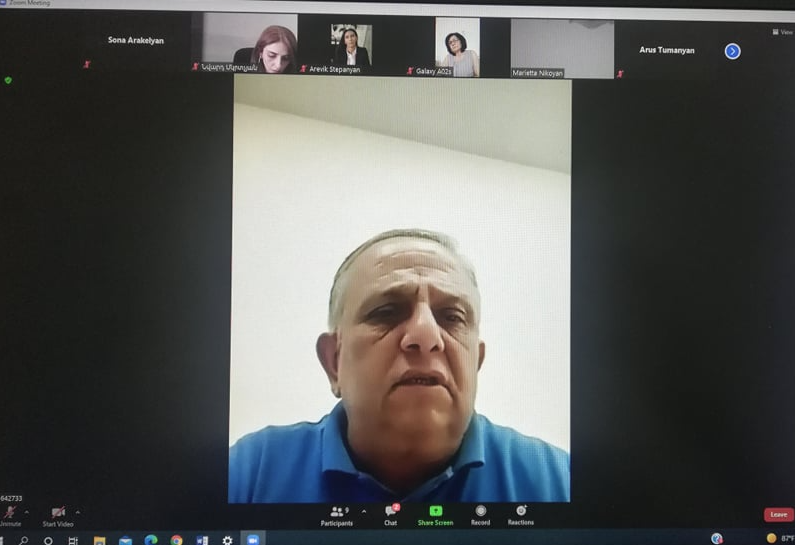 Zoom Meeting
View
Sona Arakelyan
Նվարդ Մկրտչյան
Arevik Stepanyan
Galaxy A02s
Marietta Nikoyan
Arus Tumanyan
642733
Unmute
Start Video
9
Participants
2
Chat
Share Screen
Record
Reactions
Leave
87°F